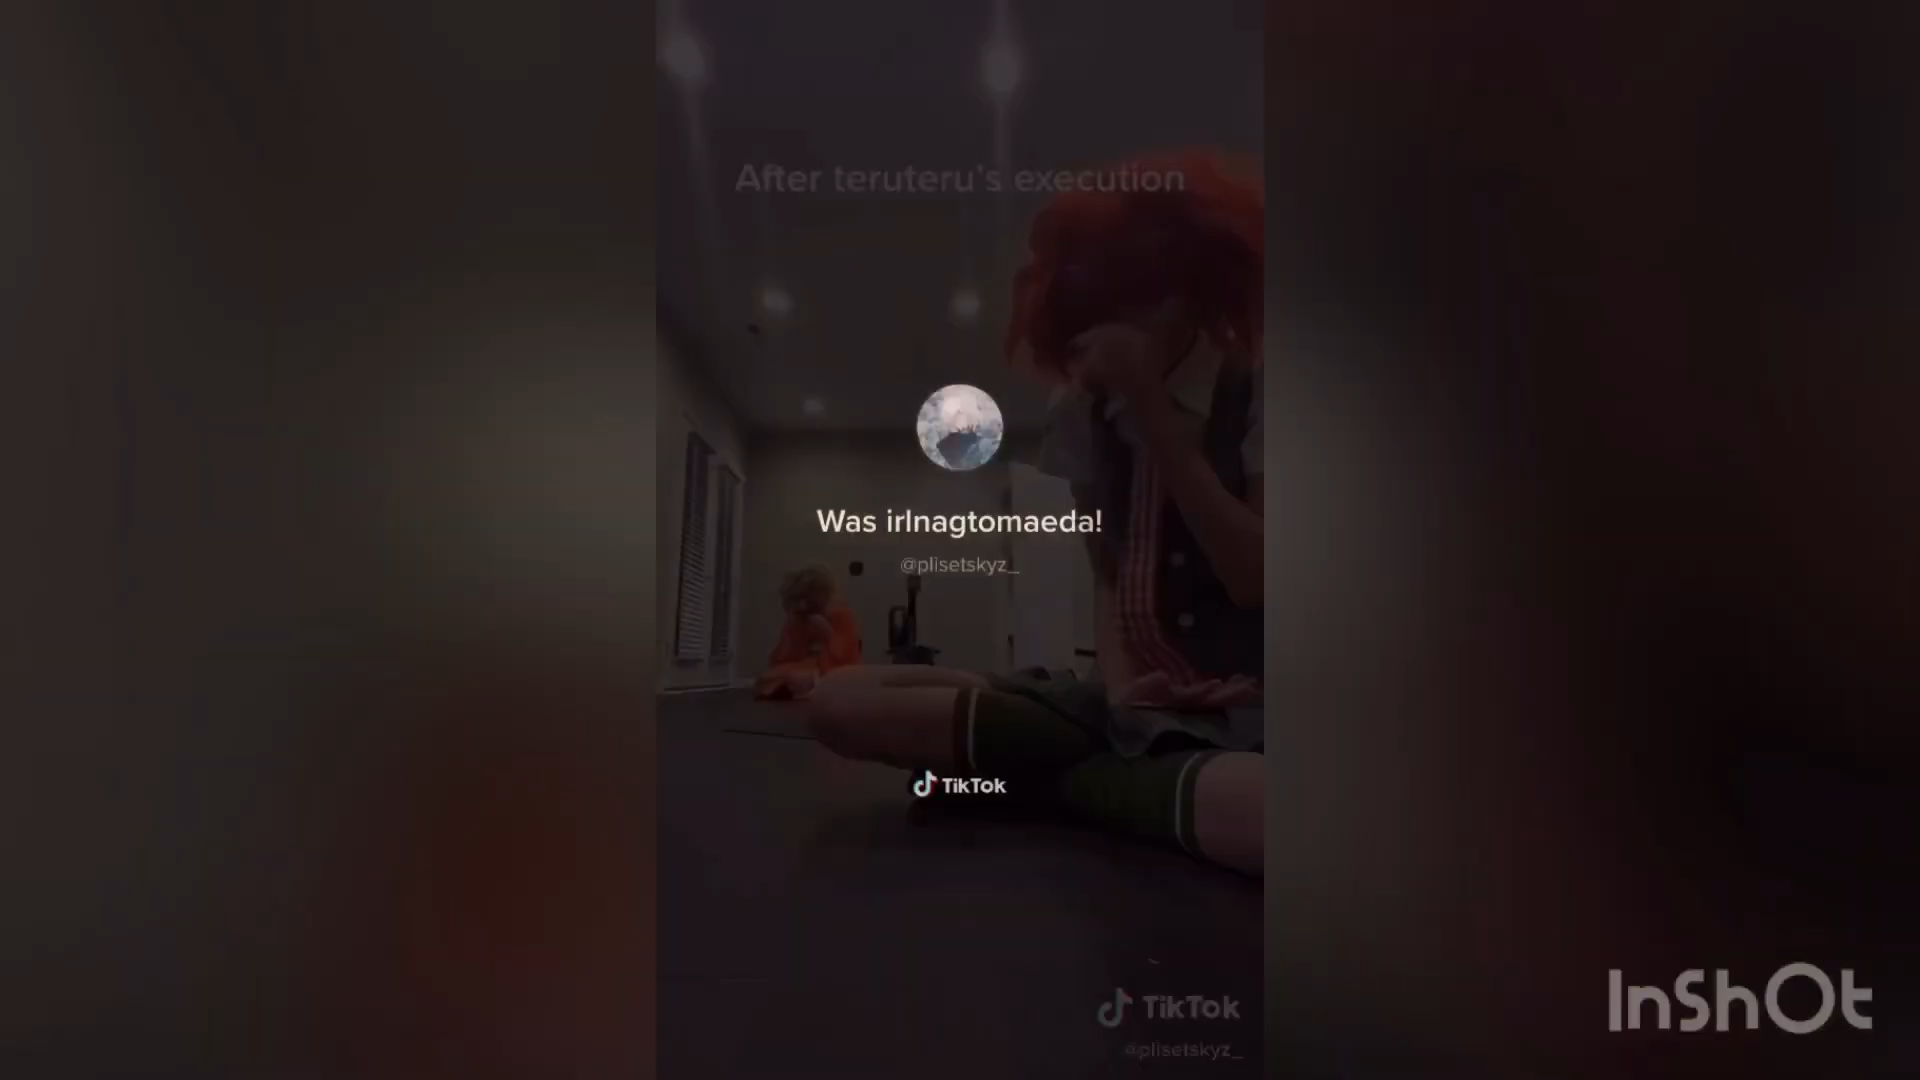 After teruteru's execution
Was irlnagtomaeda!
@plisetskyz_
TikTok
TikTok
@plisetskyz_
InShOt